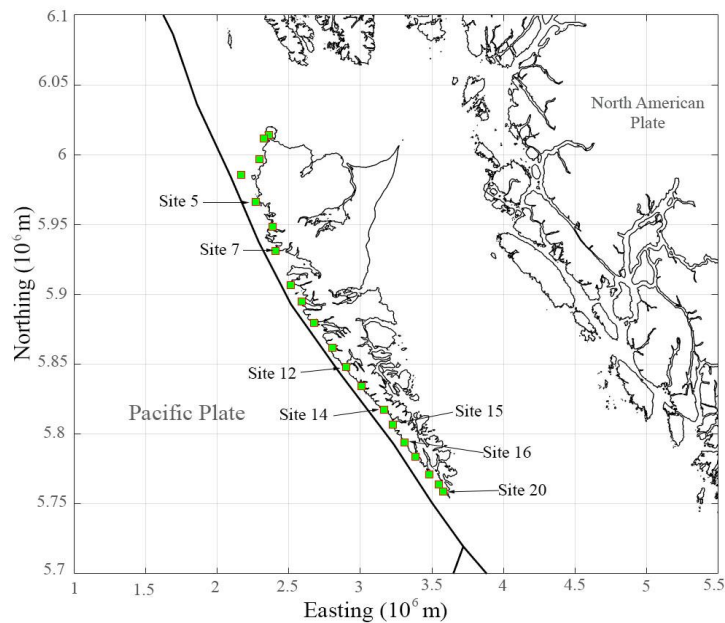 6.1
6.05
North American
Plate
6
Site 5
5.95
Site 7
Northing (10⁶ m)
5.9
5.85
Site 12
Site 14
Site 15
Pacific Plate
5.8
Site 16
Site 20
5.75
5.7
1 1.5 2 2.5 3 3.5 4 4.5 5 5.5
Easting (10⁶ m)